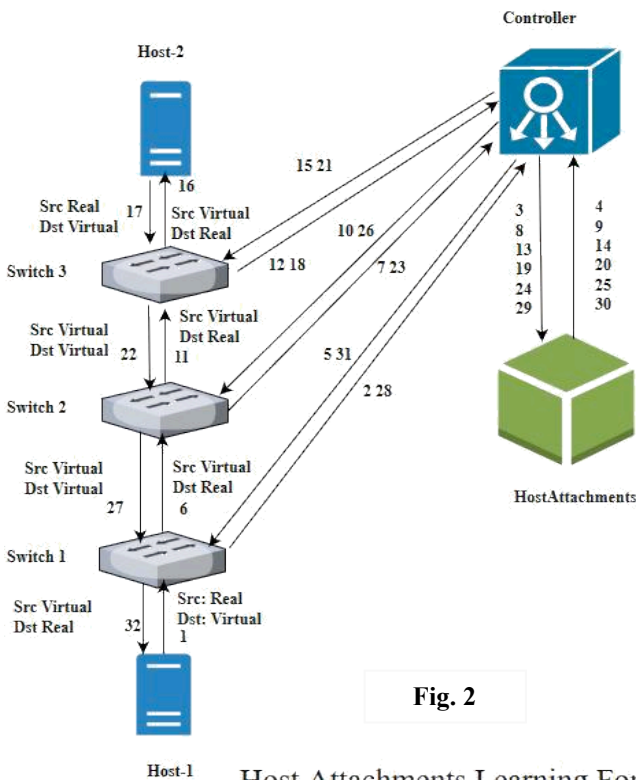 Controller
Host-2
16
17
Src Real
Dst Virtual
Src Virtual
Dst Real
15 21
12 18
Switch 3
10 26
7 23
3
8
13
19
24
29
4
9
14
20
25
30
Src Virtual
Dst Virtual
22
Src Virtual
Dst Real
11
5 31
2 28
Switch 2
Src Virtual
Dst Virtual
27
Src Virtual
Dst Real
6
HostAttachments
Switch 1
Src Virtual
Dst Real
32
Src: Real
Dst: Virtual
1
Fig. 2
Host-1
Host Attachments Learning For